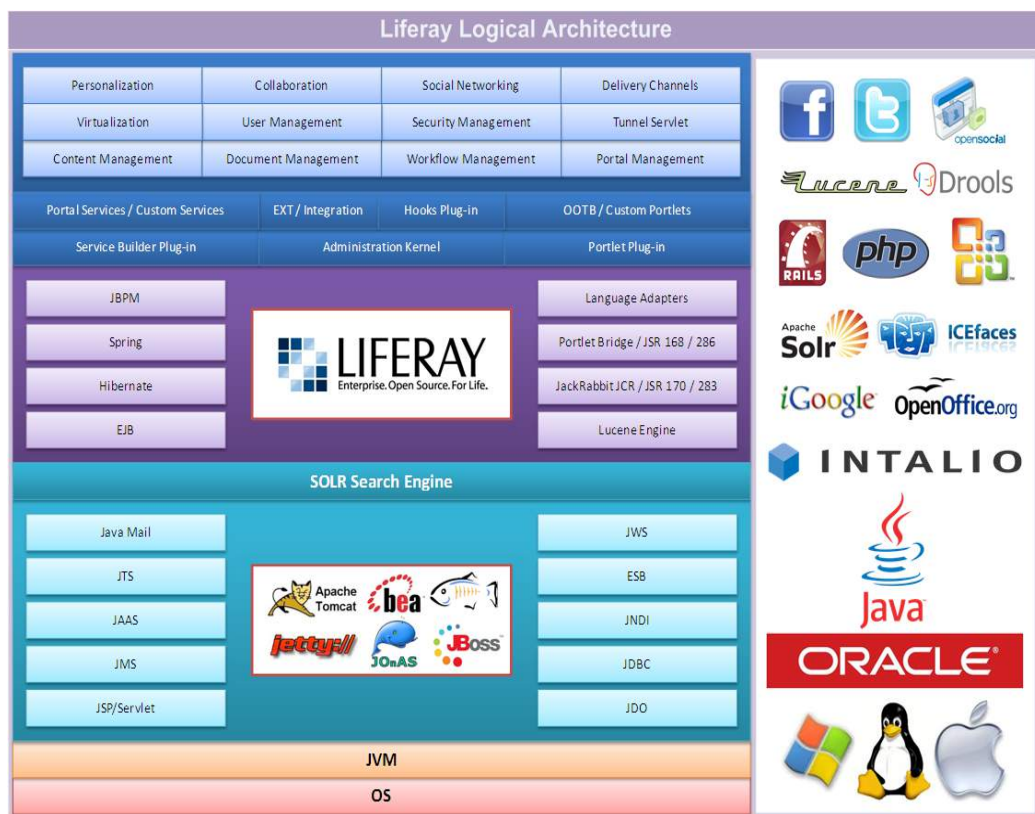 Liferay Logical Architecture
Personalization
Collaboration
Social Networking
Delivery Channels
Virtualization
User Management
Security Management
Tunnel Servlet
Content Management
Document Management
Workflow Management
Portal Management
Portal Services / Custom Services
EXT / Integration
Hooks Plug-in
OOTB / Custom Portlets
Service Builder Plug-in
Administration Kernel
Portlet Plug-in
JBPM
Spring
Hibernate
EJB
LIFERAY
Enterprise. Open Source. For Life.
Language Adapters
Portlet Bridge / JSR 168 / 286
JackRabbit JCR / JSR 170 / 283
Lucene Engine
SOLR Search Engine
Java Mail
JTS
JAAS
JMS
JSP/Servlet
Apache
Tomcat
bea
jetty://
JOnAS
JBoss
JWS
ESB
JNDI
JDBC
JDO
JVM
OS
f
t
opensocial
Lucene
Drools
RAILS
php
Apache
Solr
ICEfaces
iGoogle
OpenOffice.org
INTALIO
Java
ORACLE